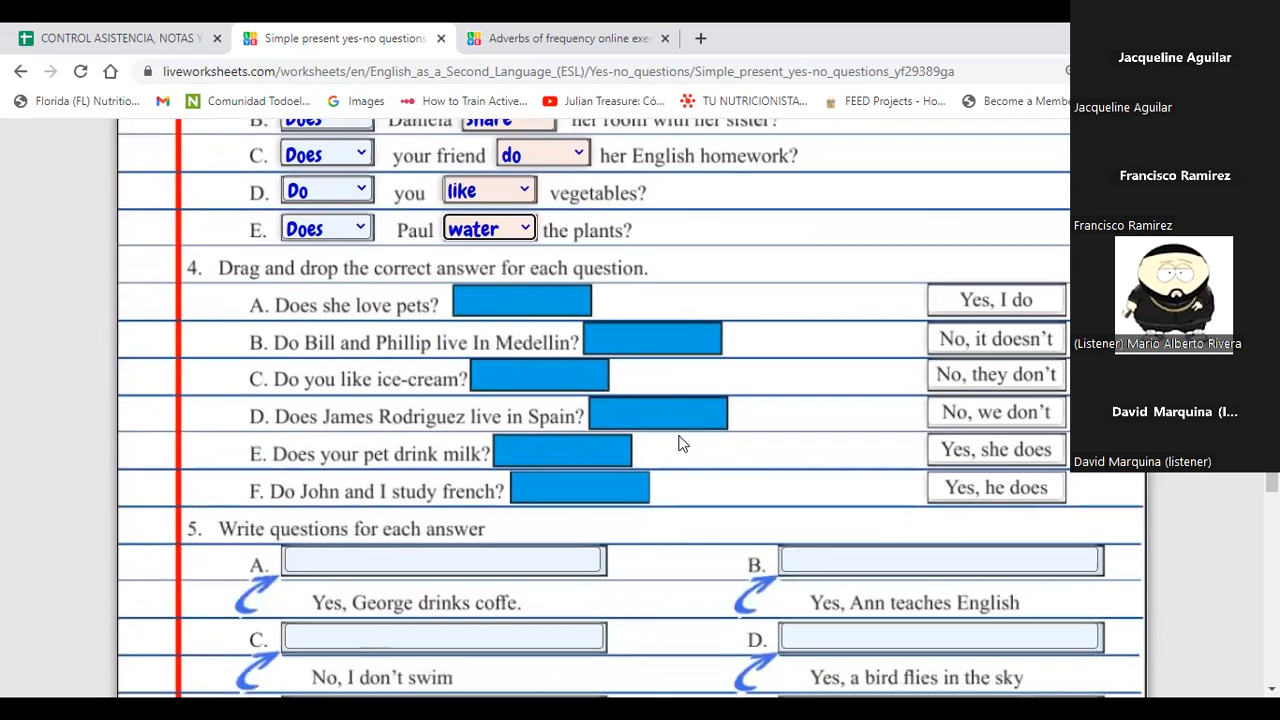 CONTROL ASISTENCIA, NOTAS Y
Simple present yes-no questions
Adverbs of frequency online exe
liveworksheets.com/worksheets/en/English_as_a_Second_Language_(ESL)/Yes-no_questions/Simple_present_yes-no_questions_yf29389ga
Florida (FL) Nutritio...
Comunidad Todoel...
Images
How to Train Active...
Julian Treasure: Có...
TU NUTRICIONISTA...
FEED Projects - Ho...
Become a Membe
B. Does Daniela share her room with her sister?
C. Does your friend do her English homework?
D. Do you like vegetables?
E. Does Paul water the plants?
4. Drag and drop the correct answer for each question.
A. Does she love pets? Yes, I do
B. Do Bill and Phillip live In Medellin? No, it doesn't
C. Do you like ice-cream? No, they don't
D. Does James Rodriguez live in Spain? No, we don't
E. Does your pet drink milk? Yes, she does
F. Do John and I study french? Yes, he does
5. Write questions for each answer
A. B.
Yes, George drinks coffe. Yes, Ann teaches English
C. D.
No, I don't swim Yes, a bird flies in the sky
Jacqueline Aguilar
Jacqueline Aguilar
Francisco Ramirez
Francisco Ramirez
(Listener) Mario Alberto Rivera
David Marquina (l...
David Marquina (listener)